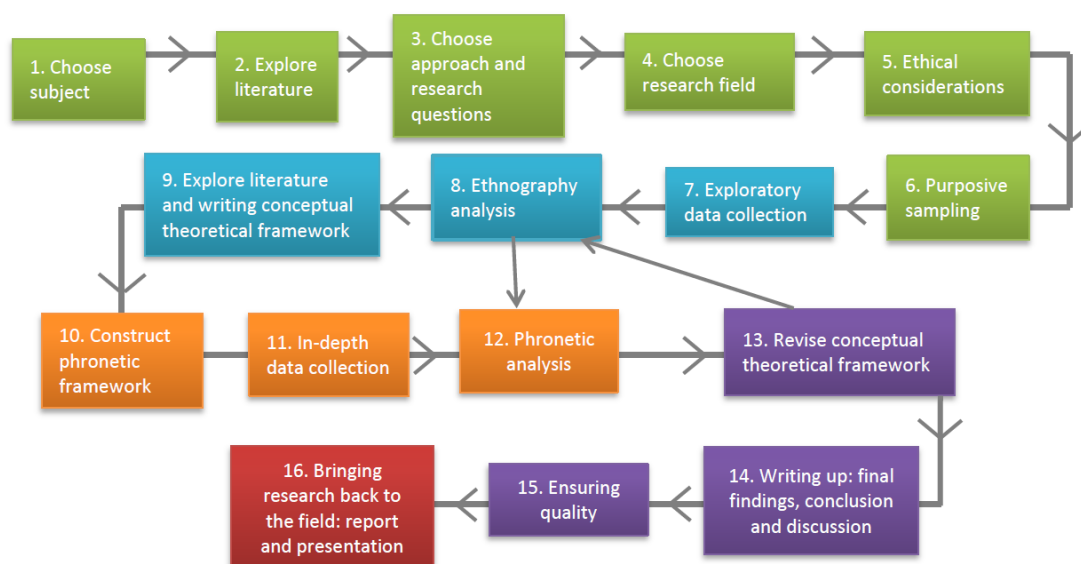 1. Choose
subject
2. Explore
literature
3. Choose
approach and
research
questions
4. Choose
research field
5. Ethical
considerations
6. Purposive
sampling
7. Exploratory
data collection
8. Ethnography
analysis
9. Explore literature
and writing conceptual
theoretical framework
10. Construct
phronetic
framework
11. In-depth
data collection
12. Phronetic
analysis
13. Revise conceptual
theoretical framework
14. Writing up: final
findings, conclusion
and discussion
15. Ensuring
quality
16. Bringing
research back to
the field: report
and presentation